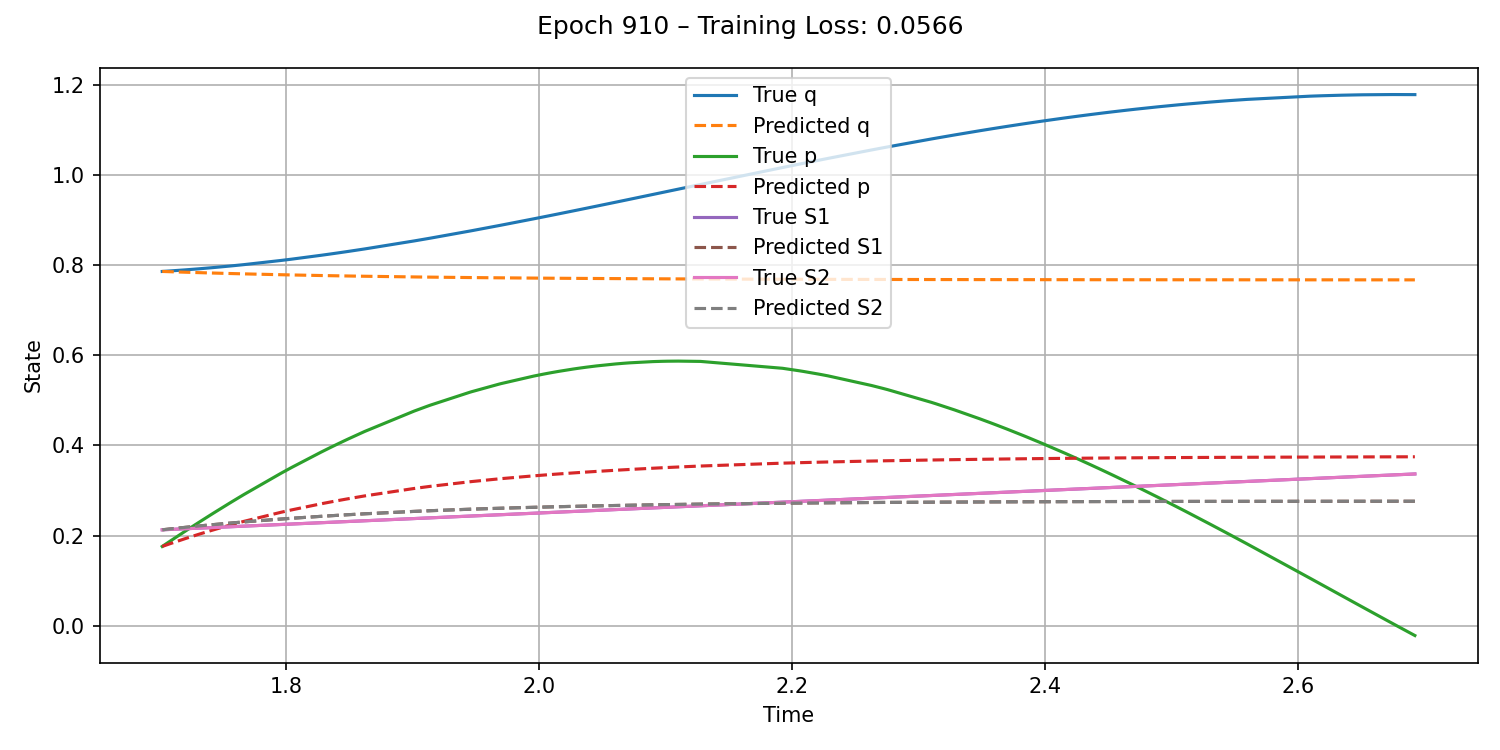 Epoch 910 – Training Loss: 0.0566
1.2
1.0
0.8
0.6
0.4
0.2
0.0
State
True q
Predicted q
True p
Predicted p
True S1
Predicted S1
True S2
Predicted S2
1.8
2.0
2.2
2.4
2.6
Time